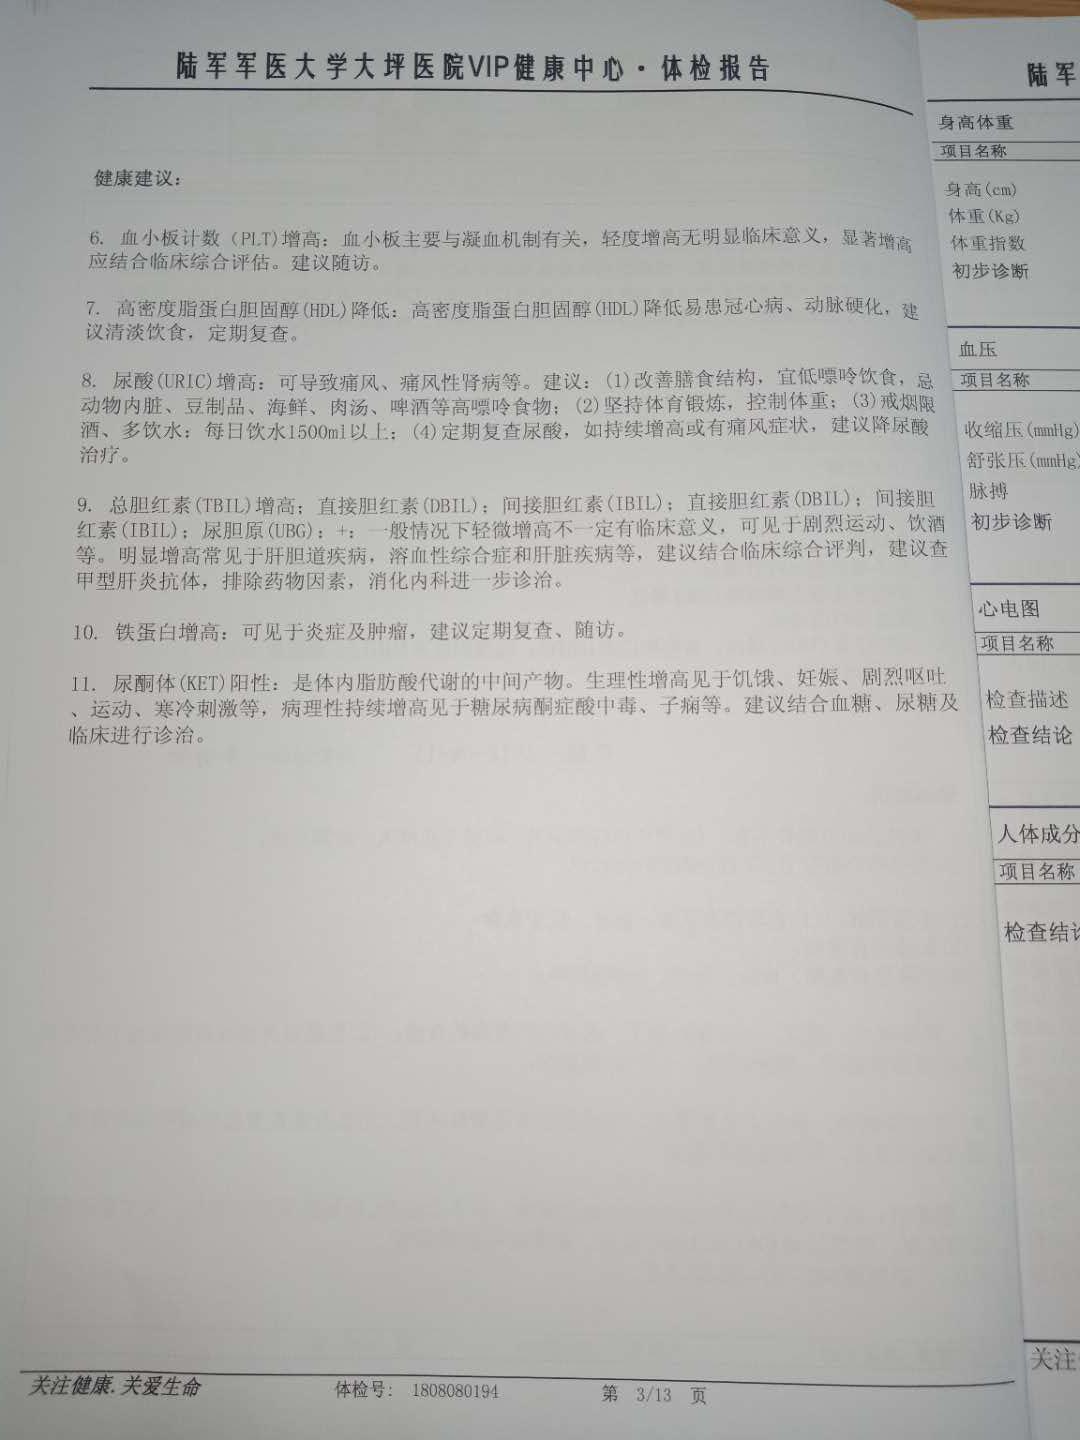 陆军军医大学大坪医院VIP健康中心·体检报告
健康建议：
6. 血小板计数（PLT)增高：血小板主要与凝血机制有关，轻度增高无明显临床意义，显著增高
应结合临床综合评估。建议随访。
7. 高密度脂蛋白胆固醇(HDL)降低：高密度脂蛋白胆固醇(HDL)降低易患冠心病、动脉硬化，建
议清淡饮食，定期复查。
8. 尿酸(URIC)增高：可导致痛风、痛风性肾病等。建议：(1)改善膳食结构，宜低嘌呤饮食，忌
动物内脏、豆制品、海鲜、肉汤、啤酒等高嘌呤食物；(2)坚持体育锻炼，控制体重；(3)戒烟限
酒、多饮水：每日饮水1500ml以上；(4)定期复查尿酸，如持续增高或有痛风症状，建议降尿酸
治疗。
9. 总胆红素(TBIL)增高；直接胆红素(DBIL)；间接胆红素(IBIL)；直接胆红素(DBIL)；间接胆
红素(IBIL)；尿胆原(UBG)：+：一般情况下轻微增高不一定有临床意义，可见于剧烈运动、饮酒
等。明显增高常见于肝胆道疾病，溶血性综合症和肝脏疾病等，建议结合临床综合评判，建议查
甲型肝炎抗体，排除药物因素，消化内科进一步诊治。
10. 铁蛋白增高：可见于炎症及肿瘤，建议定期复查、随访。
11. 尿酮体(KET)阳性：是体内脂肪酸代谢的中间产物。生理性增高见于饥饿、妊娠、剧烈呕吐
、运动、寒冷刺激等，病理性持续增高见于糖尿病酮症酸中毒、子痫等。建议结合血糖、尿糖及
临床进行诊治。
关注健康.关爱生命 体检号： 1808080194 第 3/13 页
陆军
身高体重
项目名称
身高(cm)
体重(Kg)
体重指数
初步诊断
血压
项目名称
收缩压(mmHg)
舒张压(mmHg)
脉搏
初步诊断
心电图
项目名称
检查描述
检查结论
人体成分
项目名称
检查结论
关注